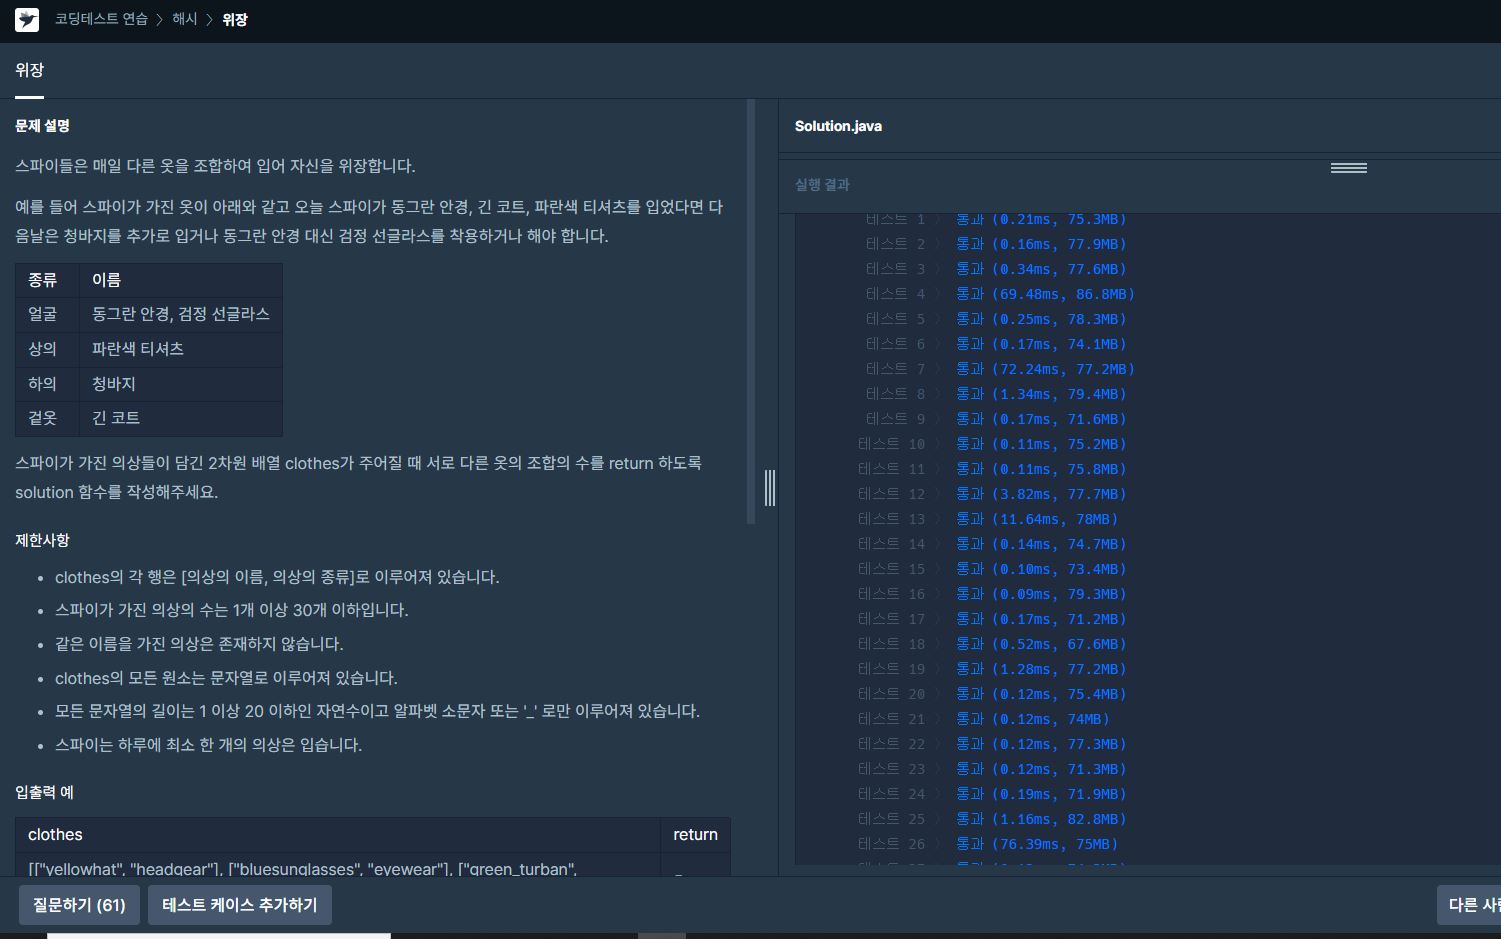 코딩테스트 연습 > 해시 > 위장
위장
문제 설명
스파이들은 매일 다른 옷을 조합하여 입어 자신을 위장합니다.
예를 들어 스파이가 가진 옷이 아래와 같고 오늘 스파이가 동그란 안경, 긴 코트, 파란색 티셔츠를 입었다면 다
음날은 청바지를 추가로 입거나 동그란 안경 대신 검정 선글라스를 착용하거나 해야 합니다.
종류 이름
얼굴 동그란 안경, 검정 선글라스
상의 파란색 티셔츠
하의 청바지
겉옷 긴 코트
스파이가 가진 의상들이 담긴 2차원 배열 clothes가 주어질 때 서로 다른 옷의 조합의 수를 return 하도록
solution 함수를 작성해주세요.
제한사항
• clothes의 각 행은 [의상의 이름, 의상의 종류]로 이루어져 있습니다.
• 스파이가 가진 의상의 수는 1개 이상 30개 이하입니다.
• 같은 이름을 가진 의상은 존재하지 않습니다.
• clothes의 모든 원소는 문자열로 이루어져 있습니다.
• 모든 문자열의 길이는 1 이상 20 이하인 자연수이고 알파벳 소문자 또는 '_' 로만 이루어져 있습니다.
• 스파이는 하루에 최소 한 개의 의상은 입습니다.
입출력 예
clothes return
[["yellowhat", "headgear"], ["bluesunglasses", "eyewear"], ["green_turban",
질문하기 (61) 테스트 케이스 추가하기
Solution.java
실행 결과
테스트 1 > 통과 (0.21ms, 75.3MB)
테스트 2 > 통과 (0.16ms, 77.9MB)
테스트 3 > 통과 (0.34ms, 77.6MB)
테스트 4 > 통과 (69.48ms, 86.8MB)
테스트 5 > 통과 (0.25ms, 78.3MB)
테스트 6 > 통과 (0.17ms, 74.1MB)
테스트 7 > 통과 (72.24ms, 77.2MB)
테스트 8 > 통과 (1.34ms, 79.4MB)
테스트 9 > 통과 (0.17ms, 71.6MB)
테스트 10 > 통과 (0.11ms, 75.2MB)
테스트 11 > 통과 (0.11ms, 75.8MB)
테스트 12 > 통과 (3.82ms, 77.7MB)
테스트 13 > 통과 (11.64ms, 78MB)
테스트 14 > 통과 (0.14ms, 74.7MB)
테스트 15 > 통과 (0.10ms, 73.4MB)
테스트 16 > 통과 (0.09ms, 79.3MB)
테스트 17 > 통과 (0.17ms, 71.2MB)
테스트 18 > 통과 (0.52ms, 67.6MB)
테스트 19 > 통과 (1.28ms, 77.2MB)
테스트 20 > 통과 (0.12ms, 75.4MB)
테스트 21 > 통과 (0.12ms, 74MB)
테스트 22 > 통과 (0.12ms, 77.3MB)
테스트 23 > 통과 (0.12ms, 71.3MB)
테스트 24 > 통과 (0.19ms, 71.9MB)
테스트 25 > 통과 (1.16ms, 82.8MB)
테스트 26 > 통과 (76.39ms, 75MB)
다른 사